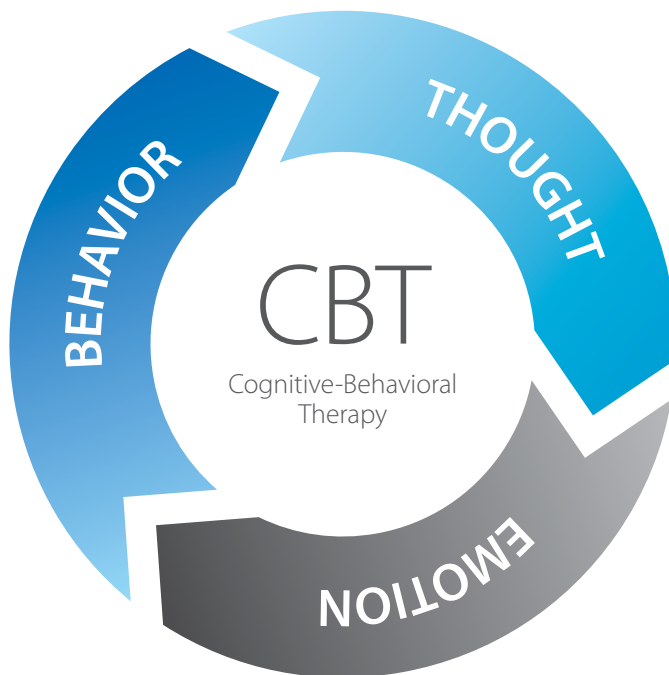 THOUGHT
BEHAVIOR
CBT
Cognitive-Behavioral
Therapy
EMOTION